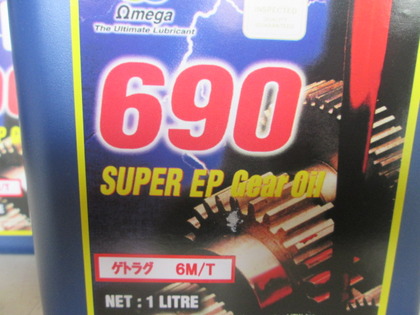 Ωmega
The Ultimate Lubricant
690
SUPER EP Gear Oil
ゲトラグ 6M/T
NET : 1 LITRE
/T